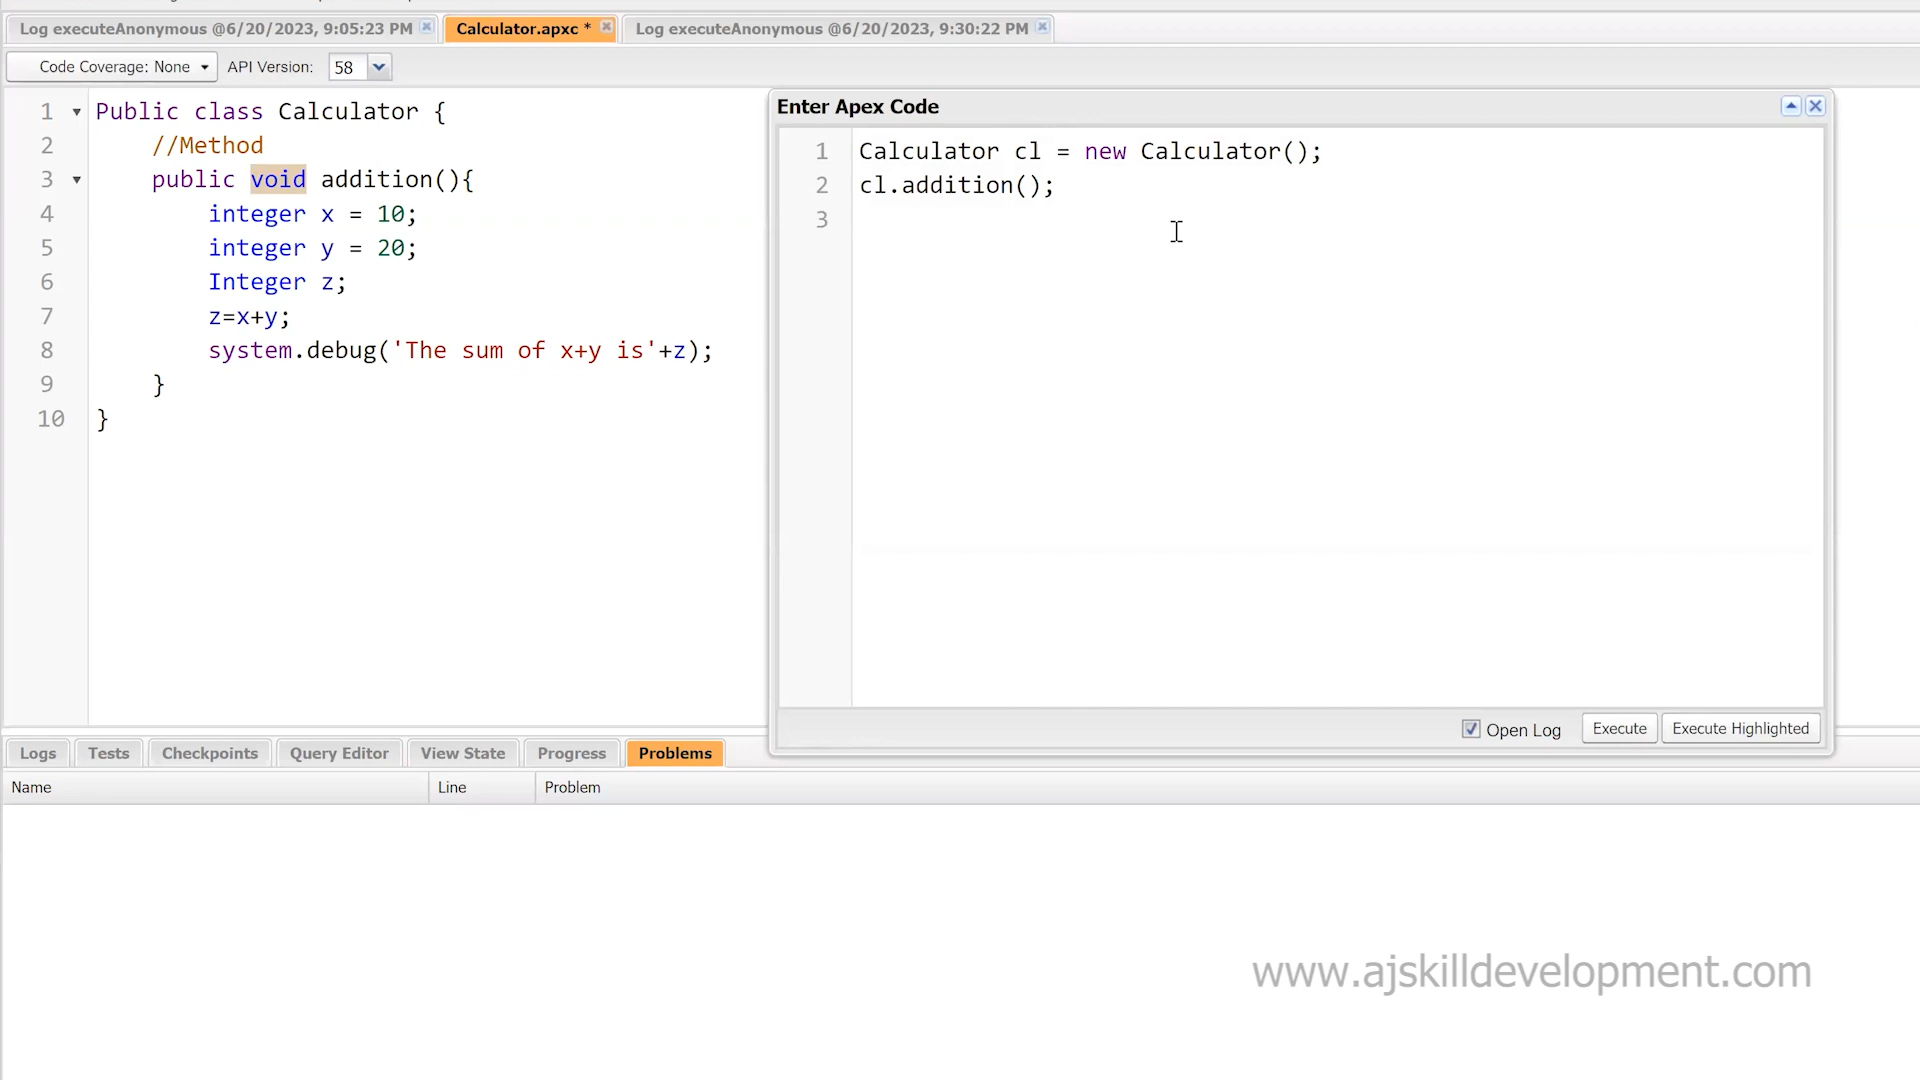 Log executeAnonymous @6/20/2023, 9:05:23 PM
Calculator.apxc *
Log executeAnonymous @6/20/2023, 9:30:22 PM
Code Coverage: None
API Version: 58
1 Public class Calculator {
2 //Method
3 public void addition(){
4 integer x = 10;
5 integer y = 20;
6 Integer z;
7 z=x+y;
8 system.debug('The sum of x+y is'+z);
9 }
10 }
Enter Apex Code
1 Calculator cl = new Calculator();
2 cl.addition();
3
Open Log
Execute
Execute Highlighted
Logs
Tests
Checkpoints
Query Editor
View State
Progress
Problems
Name
Line
Problem
www.ajskilldevelopment.com